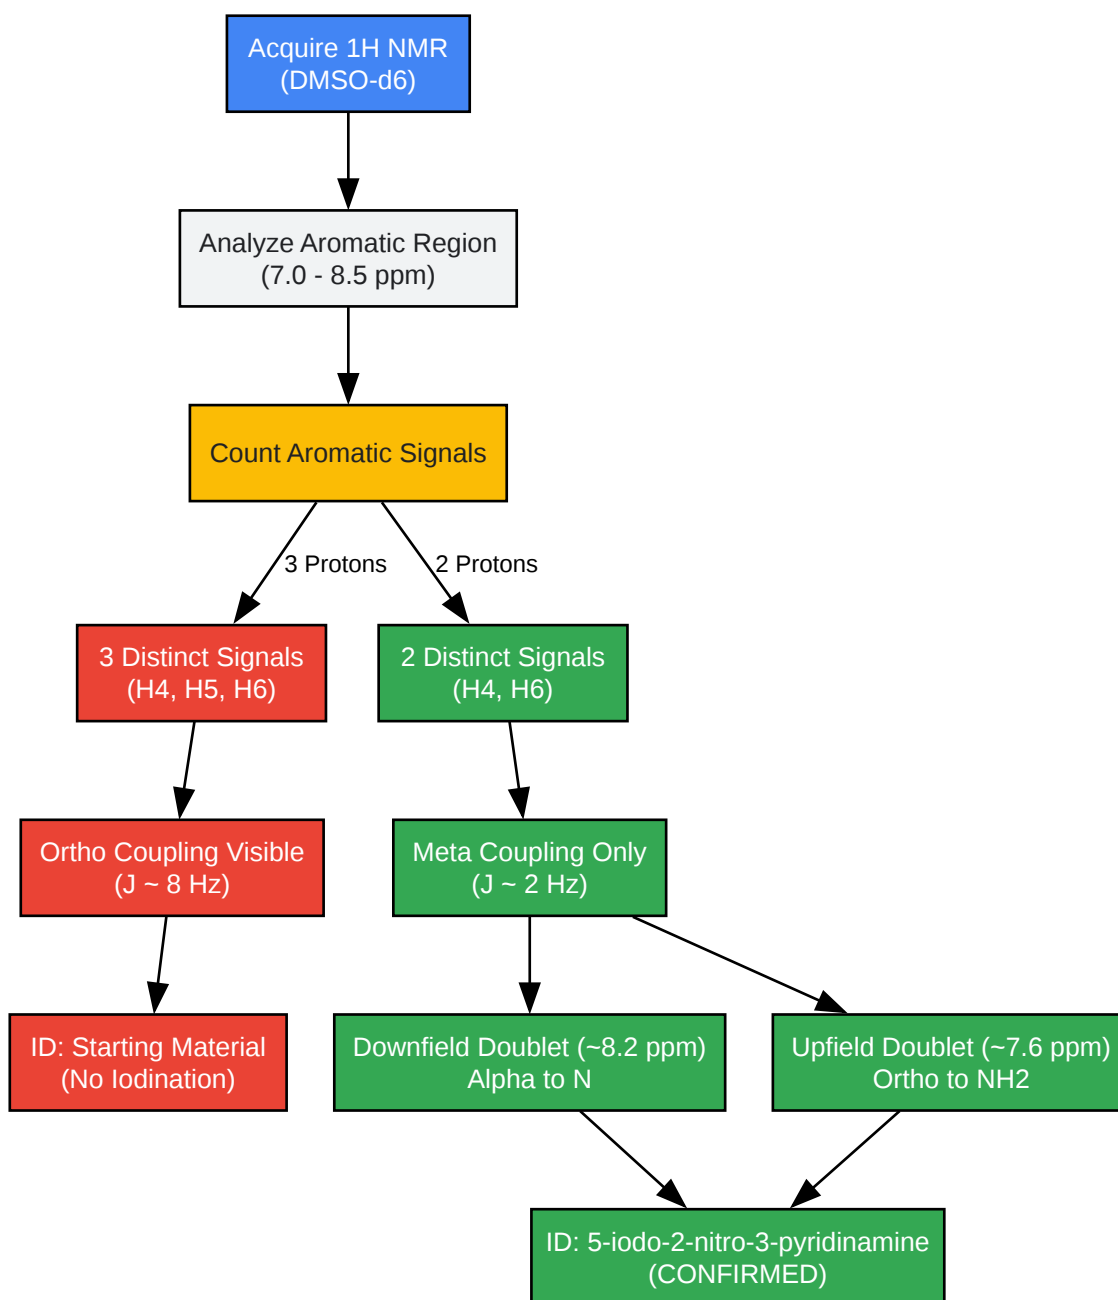 Acquire 1H NMR
(DMSO-d6)
Analyze Aromatic Region
(7.0 - 8.5 ppm)
Count Aromatic Signals
3 Protons
2 Protons
3 Distinct Signals
(H4, H5, H6)
2 Distinct Signals
(H4, H6)
Ortho Coupling Visible
(J ~ 8 Hz)
Meta Coupling Only
(J ~ 2 Hz)
ID: Starting Material
(No Iodination)
Downfield Doublet (~8.2 ppm)
Alpha to N
Upfield Doublet (~7.6 ppm)
Ortho to NH2
ID: 5-iodo-2-nitro-3-pyridinamine
(CONFIRMED)